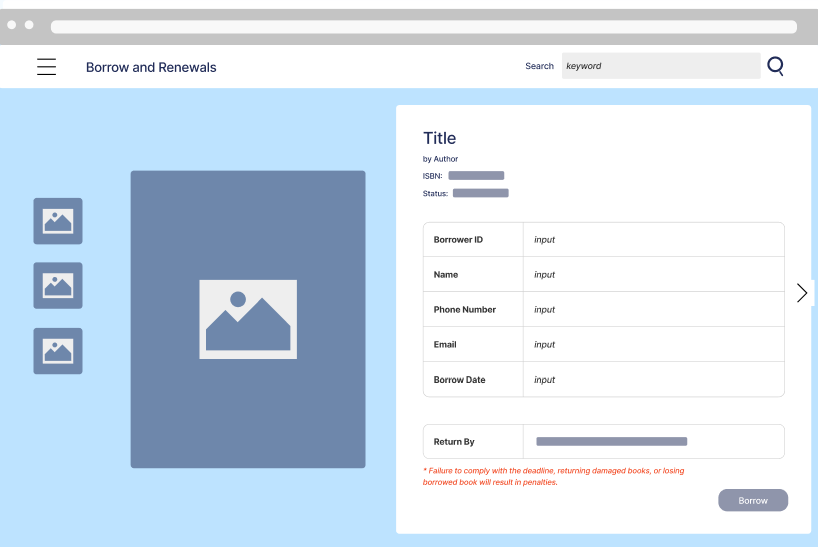 Borrow and Renewals
Search
keyword
Title
by Author
ISBN:
Status:
Borrower ID
input
Name
input
Phone Number
input
Email
input
Borrow Date
input
Return By
* Failure to comply with the deadline, returning damaged books, or losing
borrowed book will result in penalties.
Borrow